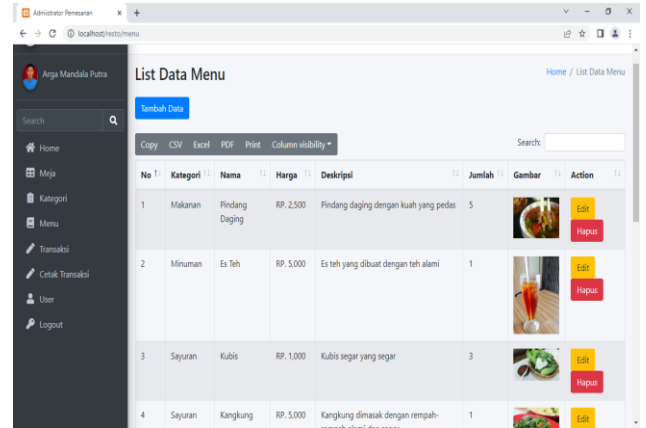 Admistrator Pemesanan
localhost/resto/menu
Arga Mandala Putra
Search
Home
Meja
Kategori
Menu
Transaksi
Cetak Transaksi
User
Logout
List Data Menu
Home / List Data Menu
Tambah Data
Copy CSV Excel PDF Print Column visibility
Search:
No Kategori Nama Harga Deskripsi Jumlah Gambar Action
1 Makanan Pindang RP. 2,500 Pindang daging dengan kuah yang pedas 5 Edit
Daging
Hapus
2 Minuman Es Teh RP. 5,000 Es teh yang dibuat dengan teh alami 1 Edit
Hapus
3 Sayuran Kubis RP. 1,000 Kubis segar yang segar 3 Edit
Hapus
4 Sayuran Kangkung RP. 5,000 Kangkung dimasak dengan rempah- 1 Edit